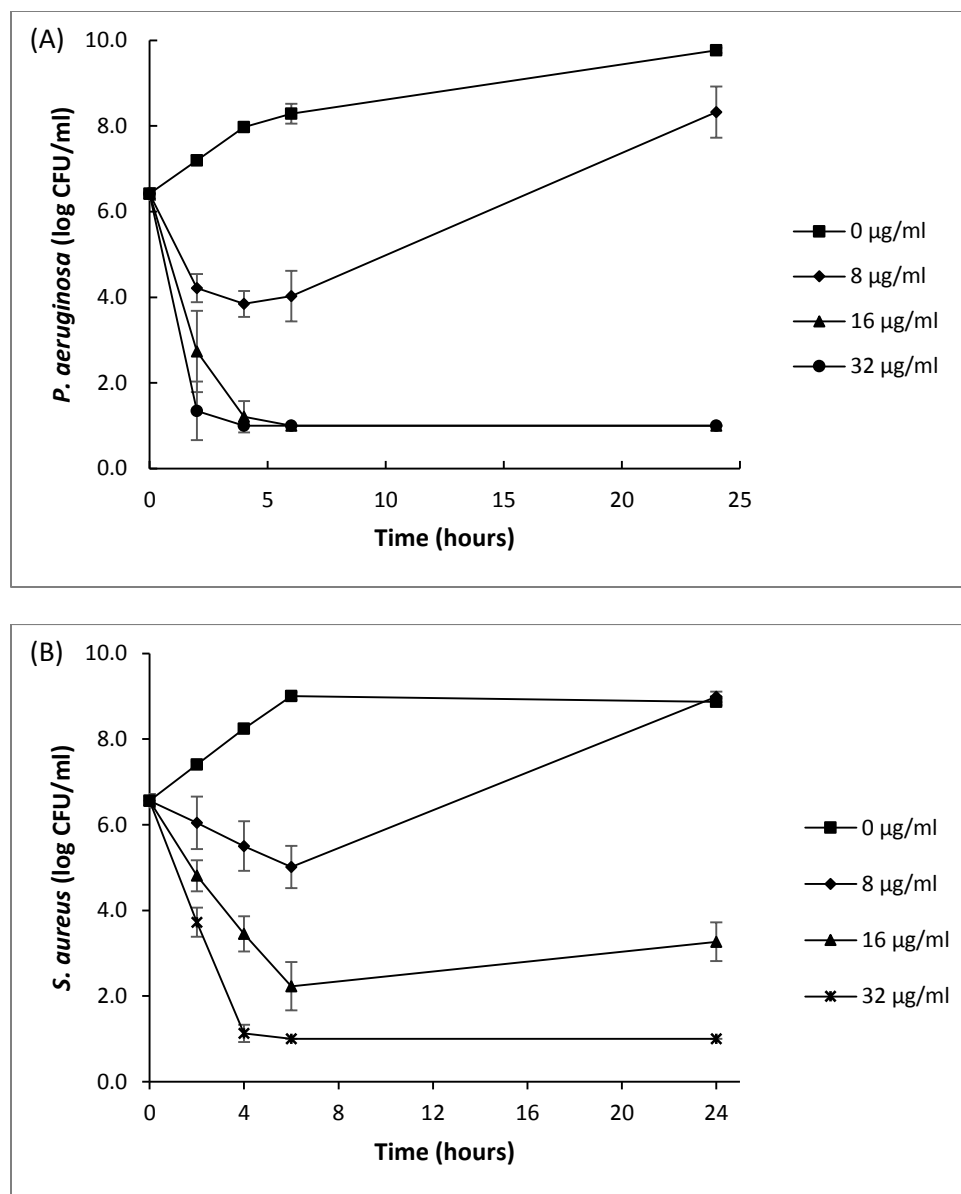 (A)
10.0
8.0
6.0
4.0
2.0
0.0
P. aeruginosa (log CFU/ml)
0 5 10 15 20 25
Time (hours)
0 µg/ml
8 µg/ml
16 µg/ml
32 µg/ml
(B)
10.0
8.0
6.0
4.0
2.0
0.0
S. aureus (log CFU/ml)
0 4 8 12 16 20 24
Time (hours)
0 µg/ml
8 µg/ml
16 µg/ml
32 µg/ml